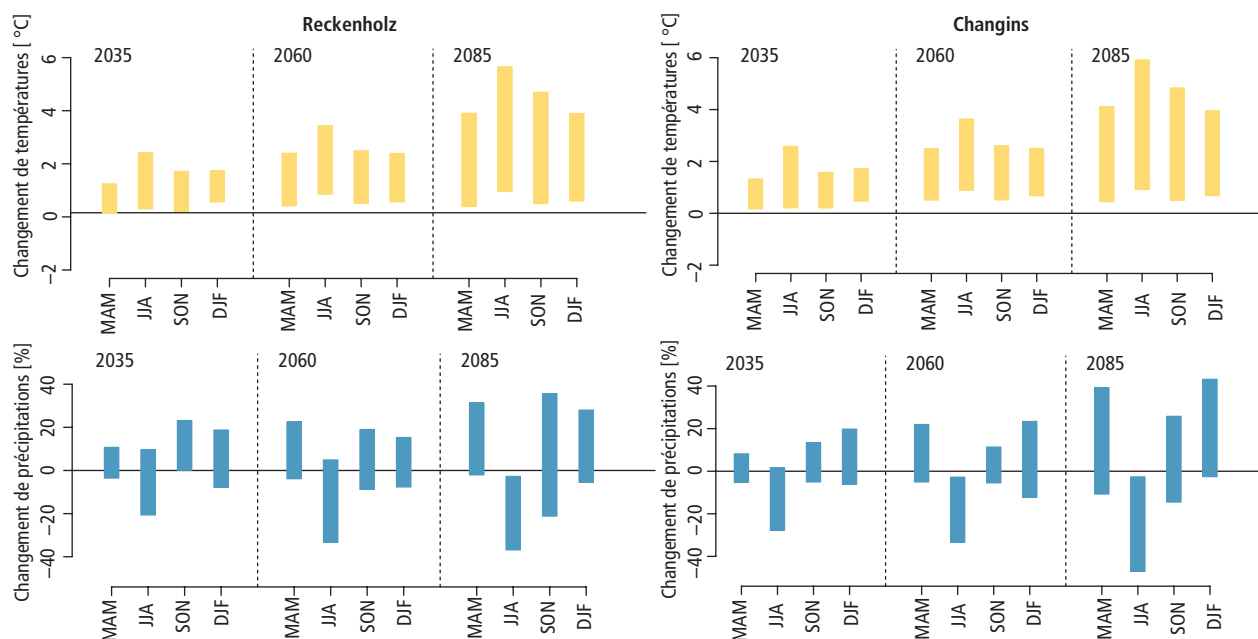 Reckenholz
Changement de températures [ °C]
2035 2060 2085
6
4
2
0
−2
MAM JJA SON DJF MAM JJA SON DJF MAM JJA SON DJF
Changins
Changement de températures [ °C]
2035 2060 2085
6
4
2
0
−2
MAM JJA SON DJF MAM JJA SON DJF MAM JJA SON DJF
Changement de précipitations [%]
2035 2060 2085
40
20
0
−20
−40
MAM JJA SON DJF MAM JJA SON DJF MAM JJA SON DJF
Changement de précipitations [%]
2035 2060 2085
40
20
0
−20
−40
MAM JJA SON DJF MAM JJA SON DJF MAM JJA SON DJF